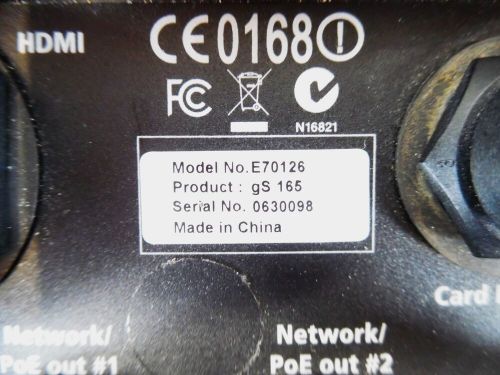 HDMI
CE0168!
FC
N16821
Model No.E70126
Product : gS 165
Serial No. 0630098
Made in China
Card
Network/
PoE out #1
Network/
PoE out #2